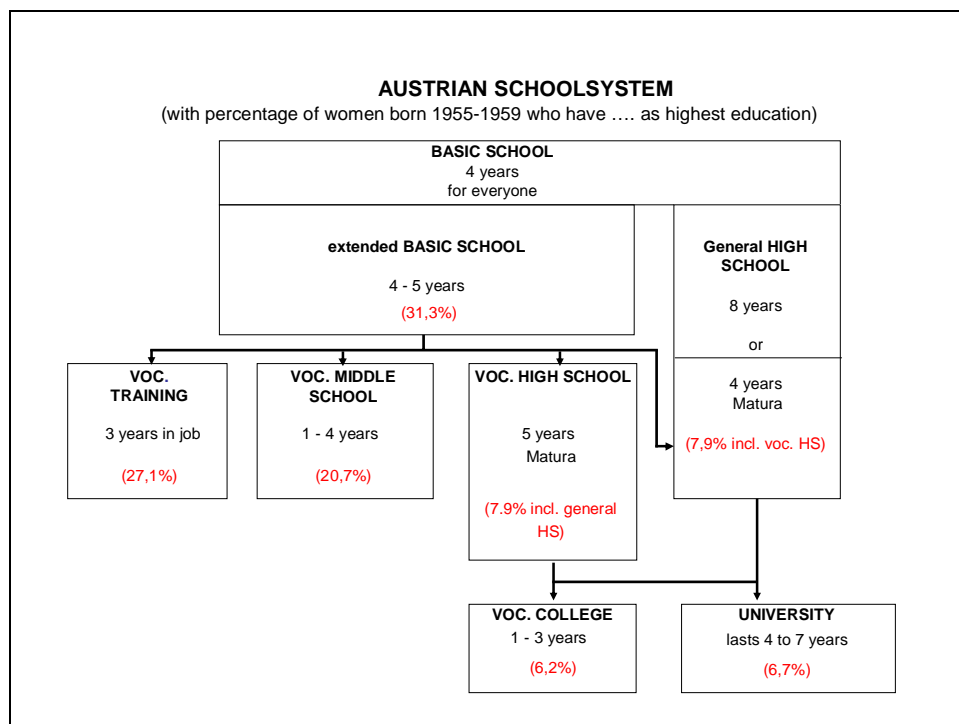 AUSTRIAN SCHOOLSYSTEM
(with percentage of women born 1955-1959 who have .... as highest education)
BASIC SCHOOL
4 years
for everyone
extended BASIC SCHOOL
4 - 5 years
(31,3%)
General HIGH
SCHOOL
8 years
or
4 years
Matura
(7,9% incl. voc. HS)
VOC.
TRAINING
3 years in job
(27,1%)
VOC. MIDDLE
SCHOOL
1 - 4 years
(20,7%)
VOC. HIGH SCHOOL
5 years
Matura
(7.9% incl. general
HS)
VOC. COLLEGE
1 - 3 years
(6,2%)
UNIVERSITY
lasts 4 to 7 years
(6,7%)